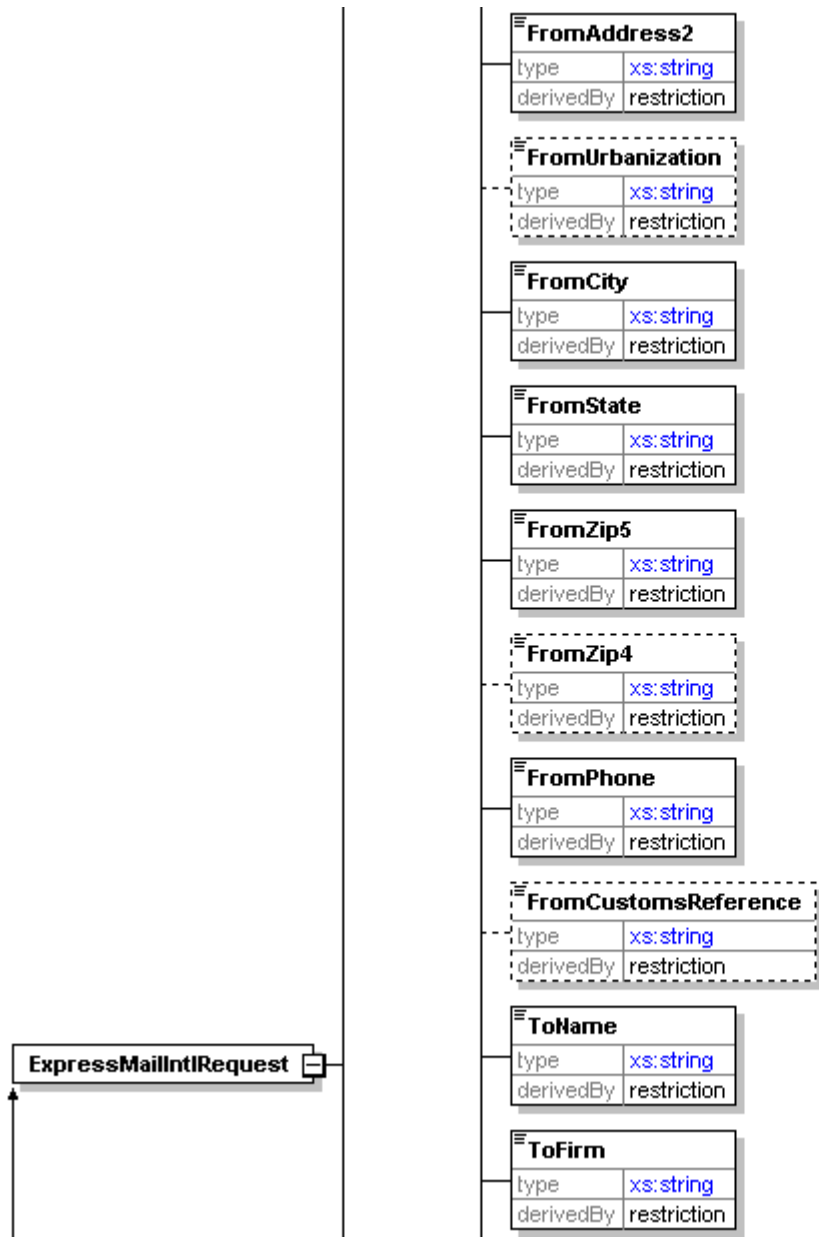 FromAddress2
type xs:string
derivedBy restriction
FromUrbanization
type xs:string
derivedBy restriction
FromCity
type xs:string
derivedBy restriction
FromState
type xs:string
derivedBy restriction
FromZip5
type xs:string
derivedBy restriction
FromZip4
type xs:string
derivedBy restriction
FromPhone
type xs:string
derivedBy restriction
FromCustomsReference
type xs:string
derivedBy restriction
ExpressMailIntlRequest
ToName
type xs:string
derivedBy restriction
ToFirm
type xs:string
derivedBy restriction